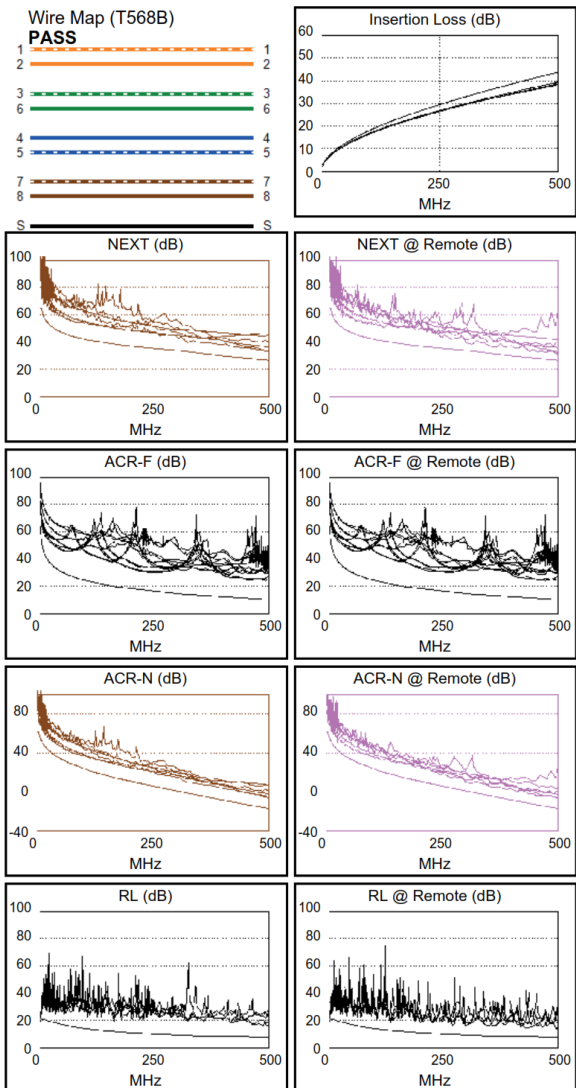 Wire Map (T568B)
PASS
1 1
2 2
3 3
6 6
4 4
5 5
7 7
8 8
S S
Insertion Loss (dB)
60
50
40
30
20
10
0
0 250 500
MHz
NEXT (dB)
100
80
60
40
20
0
0 250 500
MHz
NEXT @ Remote (dB)
100
80
60
40
20
0
0 250 500
MHz
ACR-F (dB)
100
80
60
40
20
0
0 250 500
MHz
ACR-F @ Remote (dB)
100
80
60
40
20
0
0 250 500
MHz
ACR-N (dB)
80
40
0
-40
0 250 500
MHz
ACR-N @ Remote (dB)
80
40
0
-40
0 250 500
MHz
RL (dB)
100
80
60
40
20
0
0 250 500
MHz
RL @ Remote (dB)
100
80
60
40
20
0
0 250 500
MHz